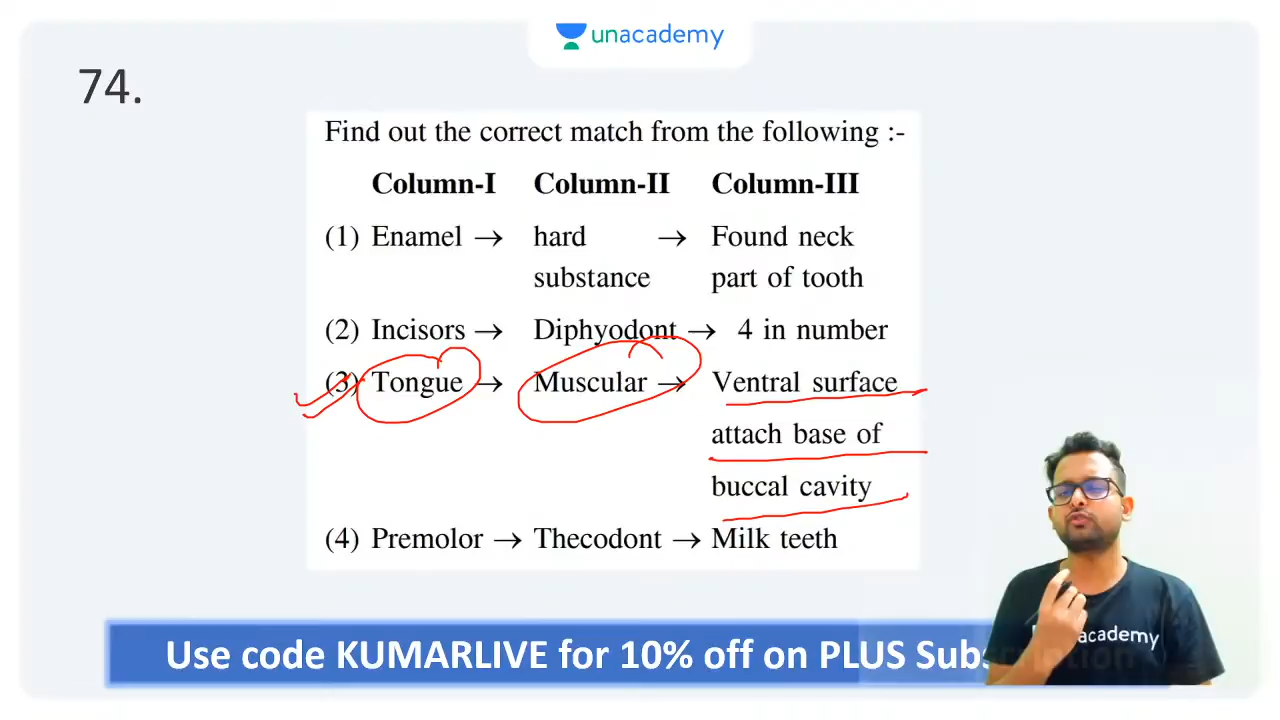 unacademy
74.
Find out the correct match from the following :-
Column-I Column-II Column-III
(1) Enamel → hard → Found neck
substance part of tooth
(2) Incisors → Diphyodont → 4 in number
(3) Tongue → Muscular → Ventral surface
attach base of
buccal cavity
(4) Premolor → Thecodont → Milk teeth
Use code KUMARLIVE for 10% off on PLUS Subscription
academy